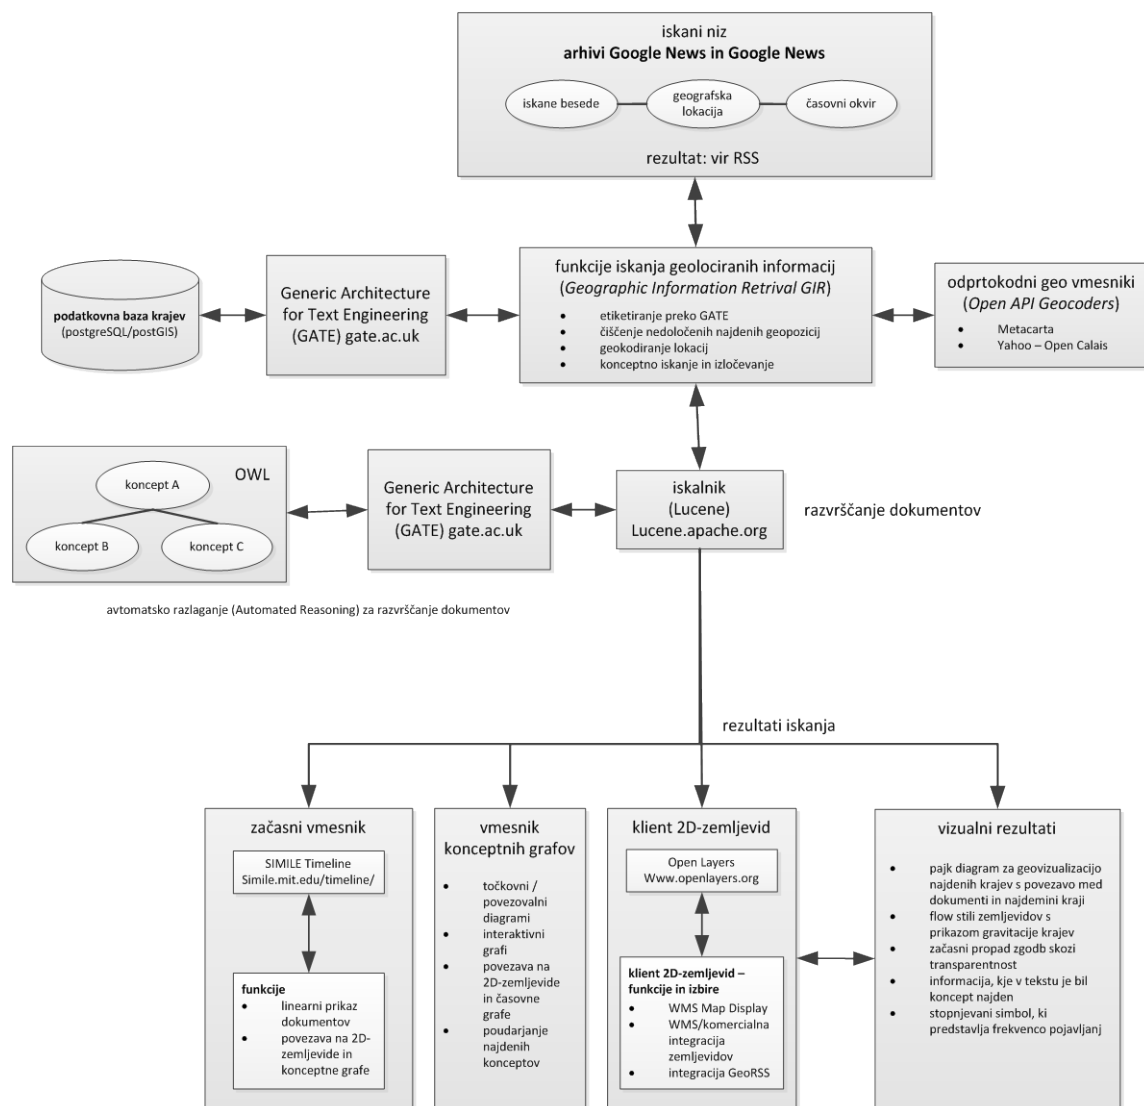 iskani niz
arhivi Google News in Google News
iskane besede
geografska
lokacija
časovni okvir
rezultat: vir RSS
podatkovna baza krajev
(postgreSQL/postGIS)
Generic Architecture
for Text Engineering
(GATE) gate.ac.uk
funkcije iskanja geolociranih informacij
(Geographic Information Retrival GIR)
• etiketiranje preko GATE
• čiščenje nedoločenih najdenih geopozicij
• geokodiranje lokacij
• konceptno iskanje in izločevanje
odprtokodni geo vmesniki
(Open API Geocoders)
• Metacarta
• Yahoo – Open Calais
OWL
koncept A
koncept B
koncept C
Generic Architecture
for Text Engineering
(GATE) gate.ac.uk
iskalnik
(Lucene)
Lucene.apache.org
razvrščanje dokumentov
avtomatsko razlaganje (Automated Reasoning) za razvrščanje dokumentov
rezultati iskanja
začasni vmesnik
SIMILE Timeline
Simile.mit.edu/timeline/
funkcije
• linearni prikaz
dokumentov
• povezava na 2D-
zemljevide in
konceptne grafe
vmesnik
konceptnih grafov
• točkovni /
povezovalni
diagrami
• interaktivni
grafi
• povezava na
2D-zemljevide
in časovne
grafe
• poudarjanje
najdenih
konceptov
klient 2D-zemljevid
Open Layers
Www.openlayers.org
klient 2D-zemljevid –
funkcije in izbire
• WMS Map Display
• WMS/komercialna
integracija
zemljevidov
• integracija GeoRSS
vizualni rezultati
• pajk diagram za geovizualizacijo
najdenih krajev s povezavo med
dokumenti in najdemini kraji
• flow stili zemljevidov s
prikazom gravitacije krajev
• začasni propad zgodb skozi
transparentnost
• informacija, kje v tekstu je bil
koncept najden
• stopnjevani simbol, ki
predstavlja frekvenco pojavljanj